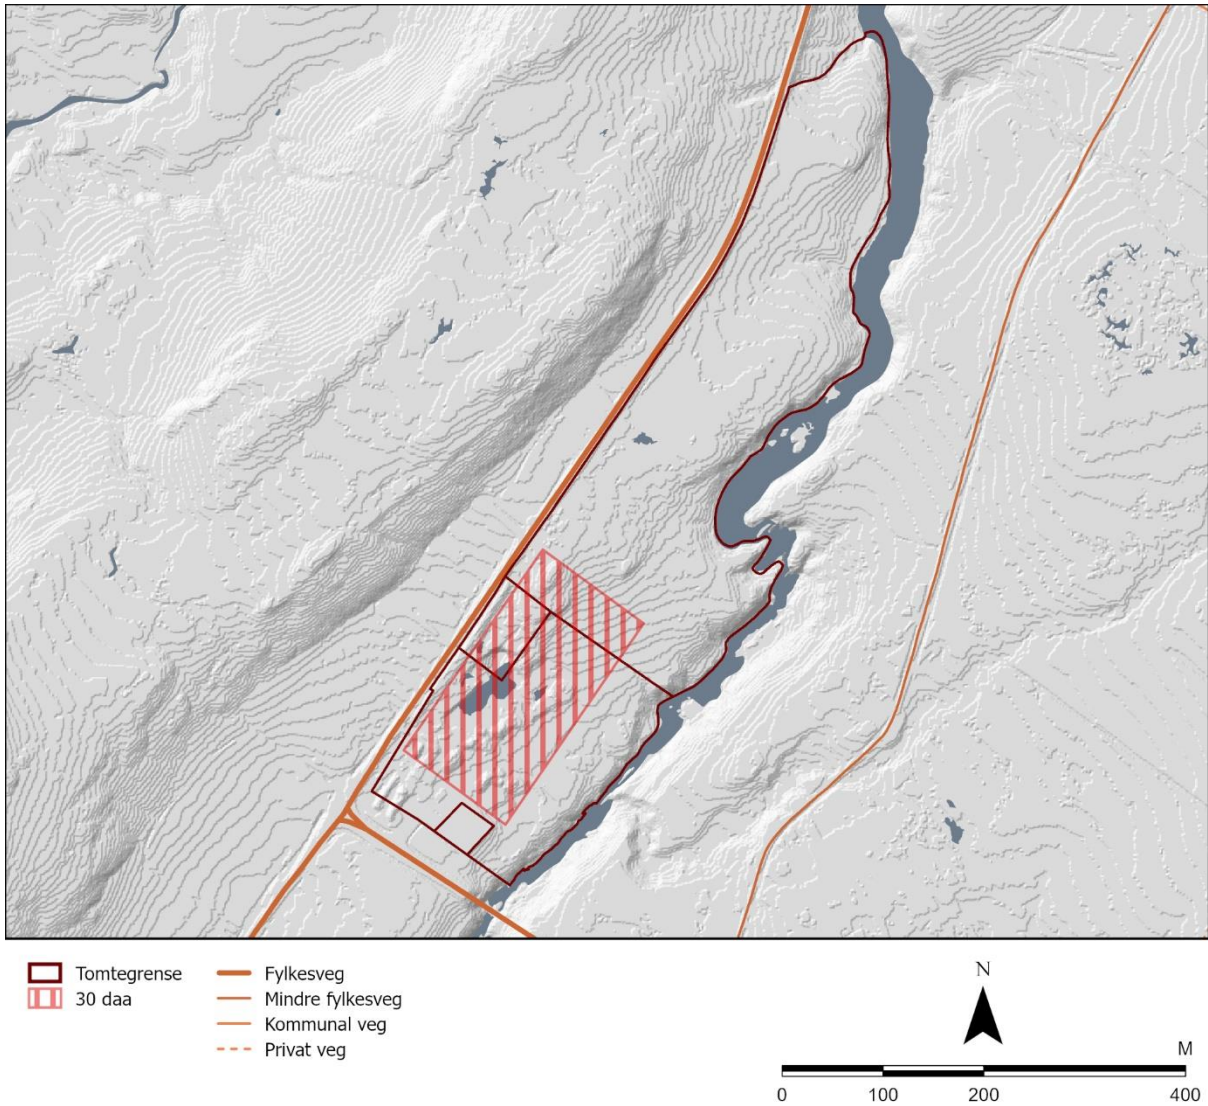 Tomtegrense
30 daa
Fylkesveg
Mindre fylkesveg
Kommunal veg
Privat veg
N
M
0 100 200 400